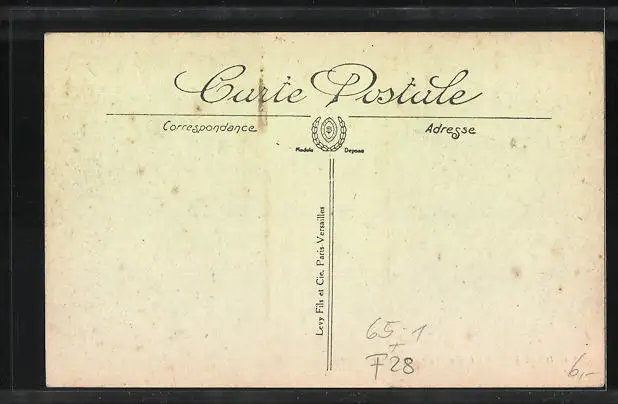 Carte Postale
Correspondance
Adresse
Modèle Déposé
Levy Fils et Cie, Paris-Versailles
65-1
F28
6,-